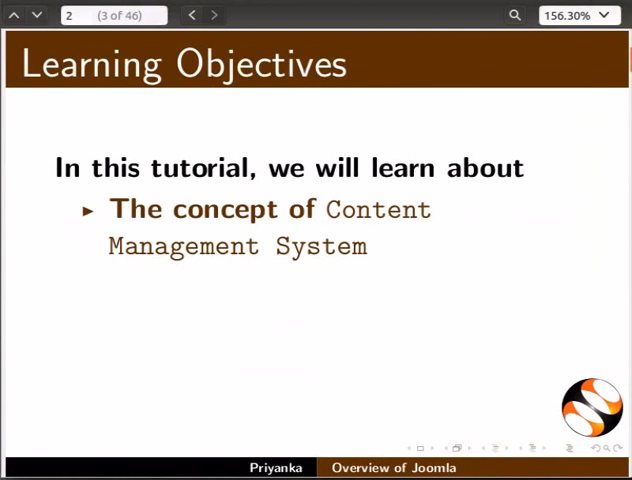 2 (3 of 46) 156.30%
Learning Objectives
In this tutorial, we will learn about
▶ The concept of Content
Management System
Priyanka Overview of Joomla